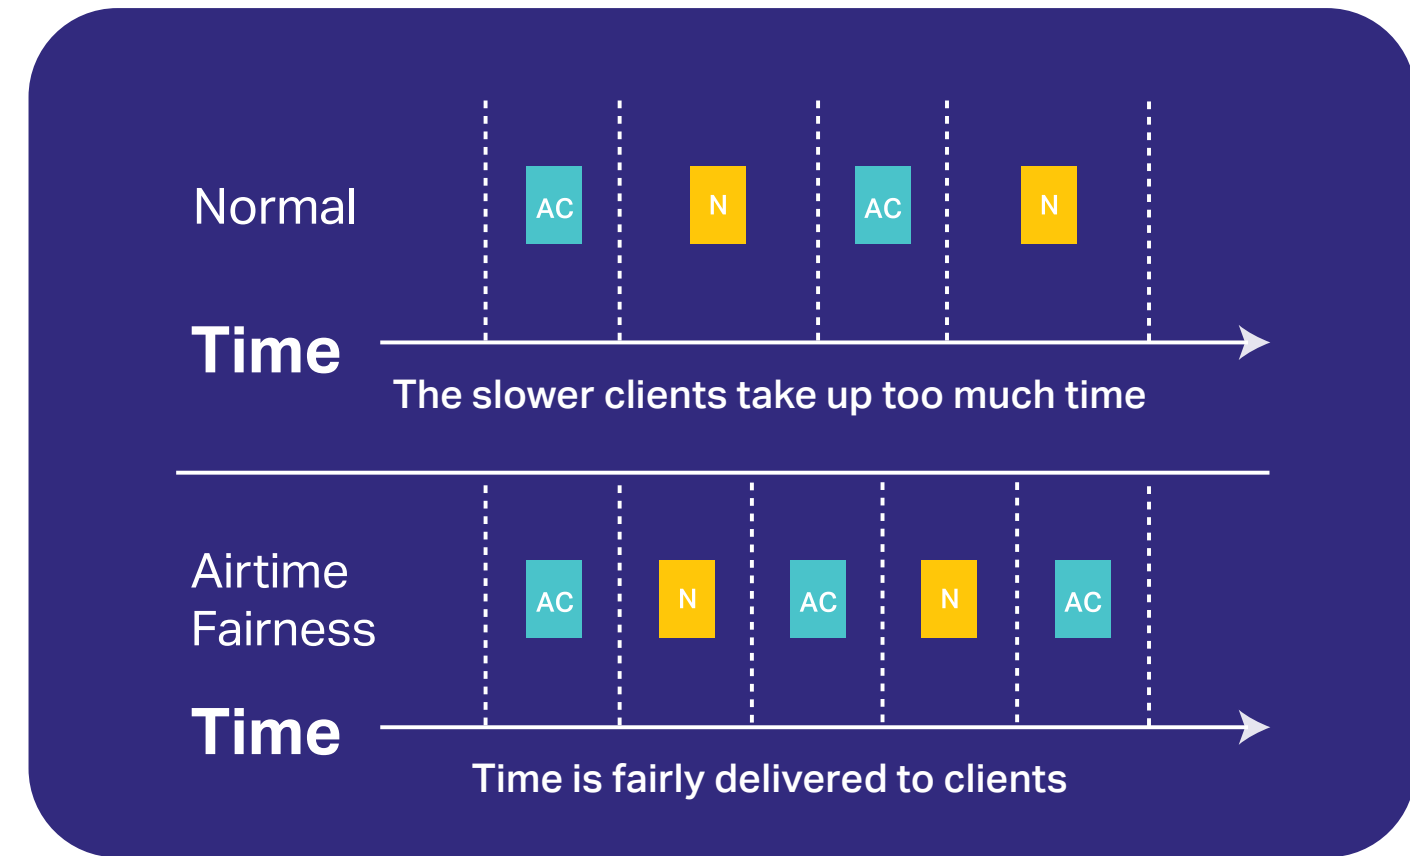 Normal
AC
N
AC
N
Time
The slower clients take up too much time
Airtime
Fairness
AC
N
AC
N
AC
Time
Time is fairly delivered to clients